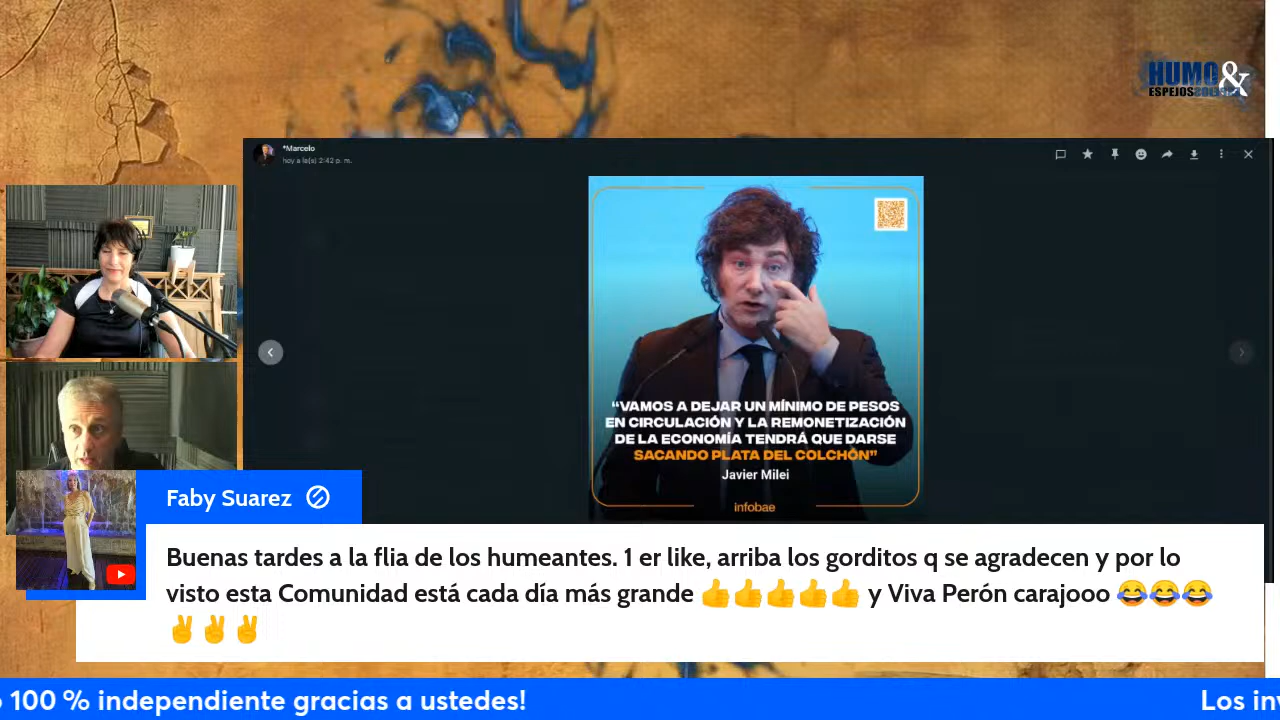 HUMO&
ESPEJOS
*Marcelo
hoy a la(s) 2:42 p. m.
“VAMOS A DEJAR UN MÍNIMO DE PESOS
EN CIRCULACIÓN Y LA REMONETIZACIÓN
DE LA ECONOMÍA TENDRÁ QUE DARSE
SACANDO PLATA DEL COLCHÓN”
Javier Milei
infobae
Faby Suarez
Buenas tardes a la flia de los humeantes. 1 er like, arriba los gorditos q se agradecen y por lo
visto esta Comunidad está cada día más grande 👍👍👍👍👍 y Viva Perón carajooo 😂😂😂
✌️✌️✌️
100 % independiente gracias a ustedes!
Los